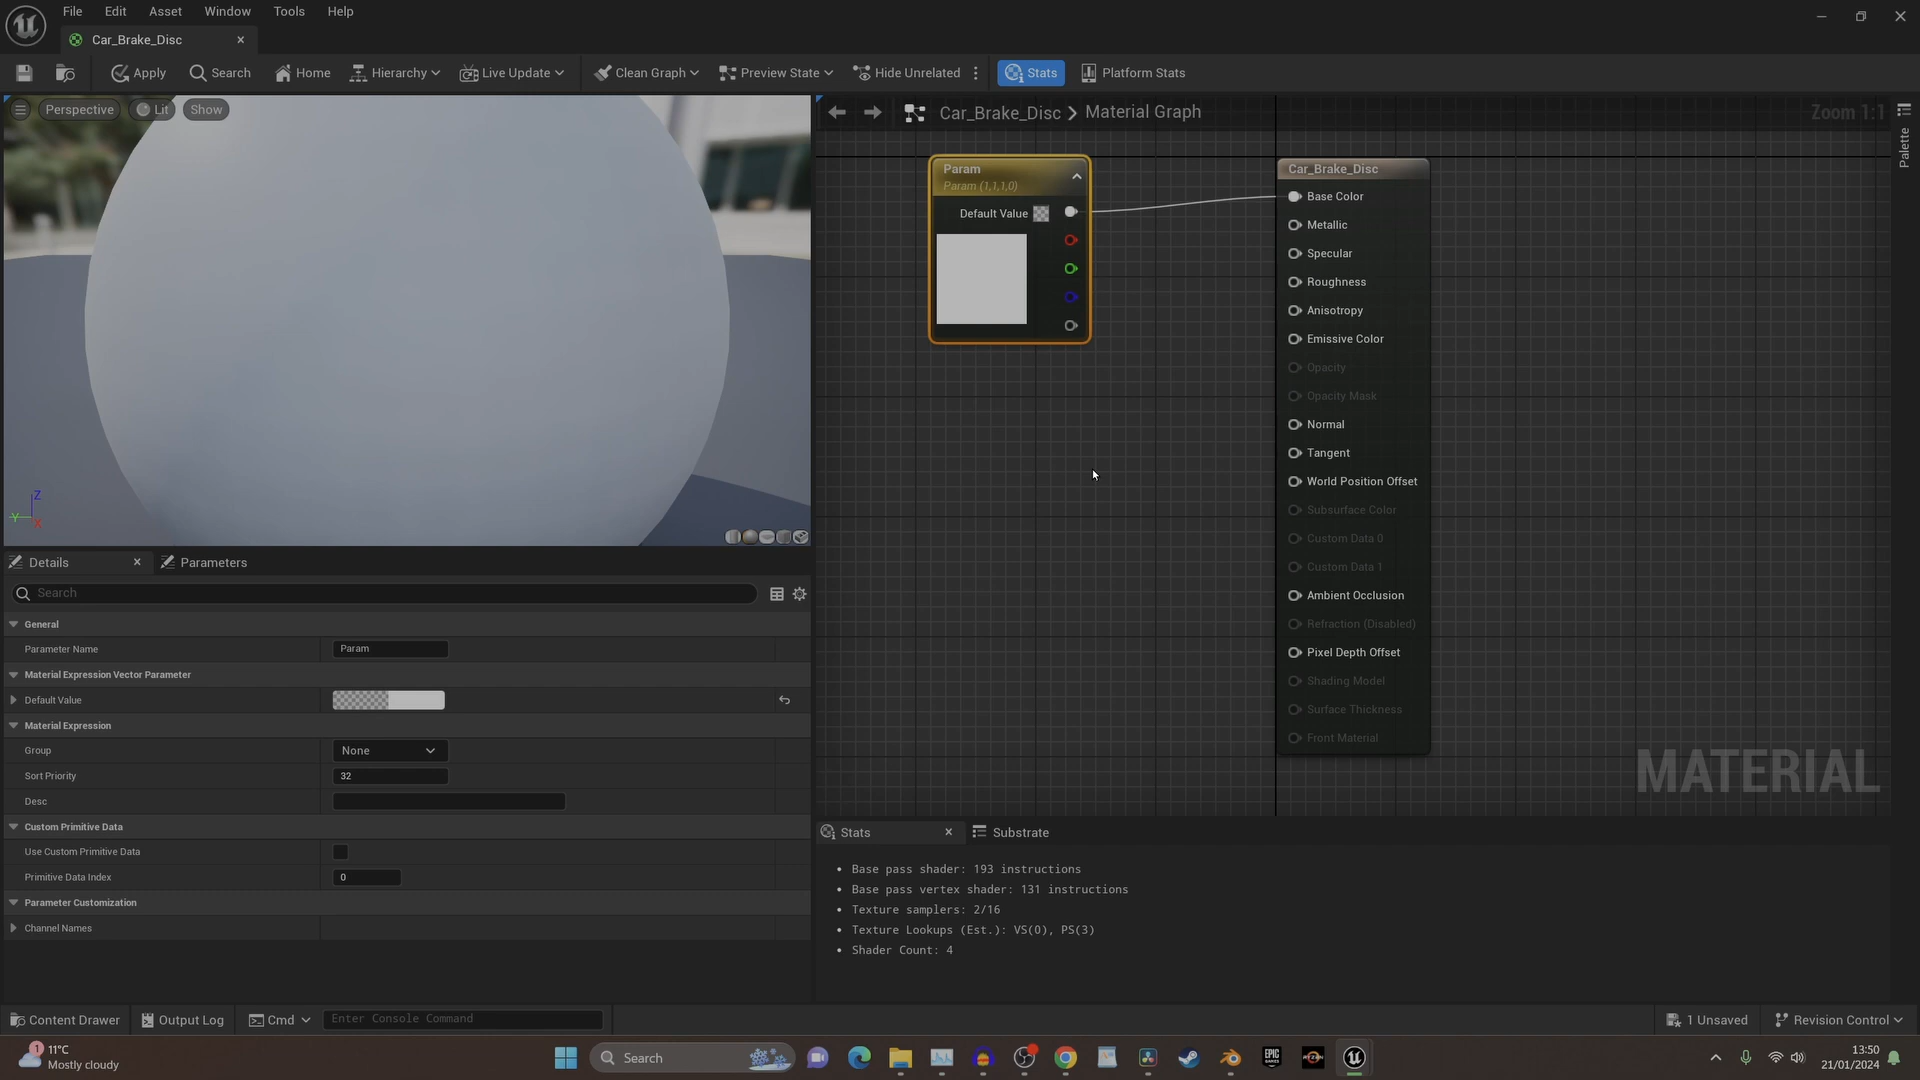 File
Edit
Asset
Window
Tools
Help
Car_Brake_Disc
Apply
Search
Home
Hierarchy
Live Update
Clean Graph
Preview State
Hide Unrelated
Stats
Platform Stats
Perspective
Lit
Show
Car_Brake_Disc
Material Graph
Zoom 1:1
Palette
Param
Param (1,1,1,0)
Default Value
Car_Brake_Disc
Base Color
Metallic
Specular
Roughness
Anisotropy
Emissive Color
Opacity
Opacity Mask
Normal
Tangent
World Position Offset
Subsurface Color
Custom Data 0
Custom Data 1
Ambient Occlusion
Refraction (Disabled)
Pixel Depth Offset
Shading Model
Surface Thickness
Front Material
MATERIAL
Z
Y
X
Details
Parameters
Search
General
Parameter Name
Param
Material Expression Vector Parameter
Default Value
Material Expression
Group
None
Sort Priority
32
Desc
Custom Primitive Data
Use Custom Primitive Data
Primitive Data Index
0
Parameter Customization
Channel Names
Stats
Substrate
Base pass shader: 193 instructions
Base pass vertex shader: 131 instructions
Texture samplers: 2/16
Texture Lookups (Est.): VS(0), PS(3)
Shader Count: 4
Content Drawer
Output Log
Cmd
Enter Console Command
1 Unsaved
Revision Control
1
11°C
Mostly cloudy
Search
EPIC
GAMES
RYZEN
13:50
21/01/2024